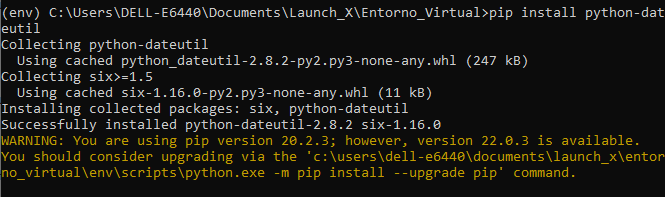 (env) C:\Users\DELL-E6440\Documents\Launch_X\Entorno_Virtual>pip install python-dat
eutil
Collecting python-dateutil
  Using cached python_dateutil-2.8.2-py2.py3-none-any.whl (247 kB)
Collecting six>=1.5
  Using cached six-1.16.0-py2.py3-none-any.whl (11 kB)
Installing collected packages: six, python-dateutil
Successfully installed python-dateutil-2.8.2 six-1.16.0
WARNING: You are using pip version 20.2.3; however, version 22.0.3 is available.
You should consider upgrading via the 'c:\users\dell-e6440\documents\launch_x\entor
no_virtual\env\scripts\python.exe -m pip install --upgrade pip' command.